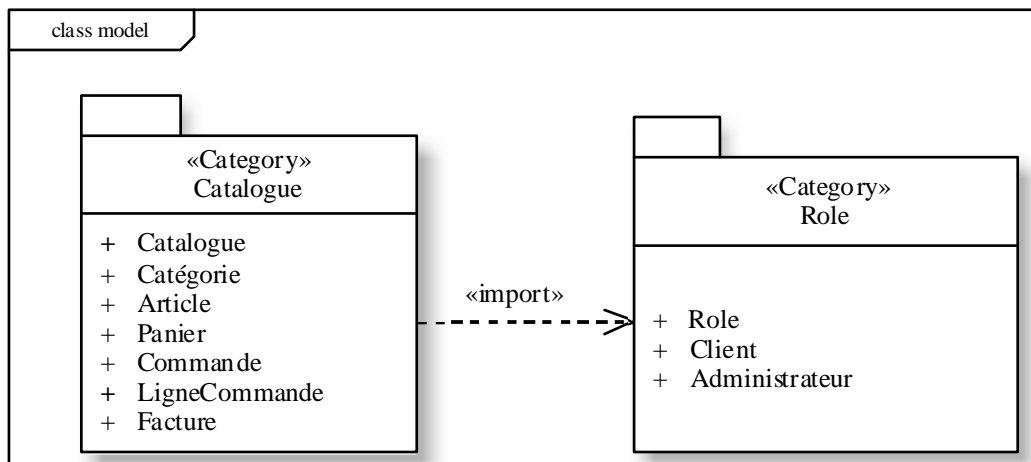 class model
«Category»
Catalogue
+ Catalogue
+ Catégorie
+ Article
+ Panier
+ Commande
+ LigneCommande
+ Facture
«import»
«Category»
Role
+ Role
+ Client
+ Administrateur